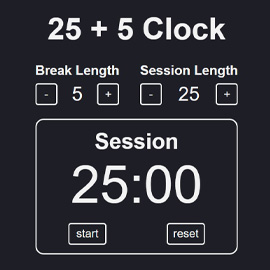 25 + 5 Clock
Break Length Session Length
- 5 + - 25 +
Session
25:00
start reset